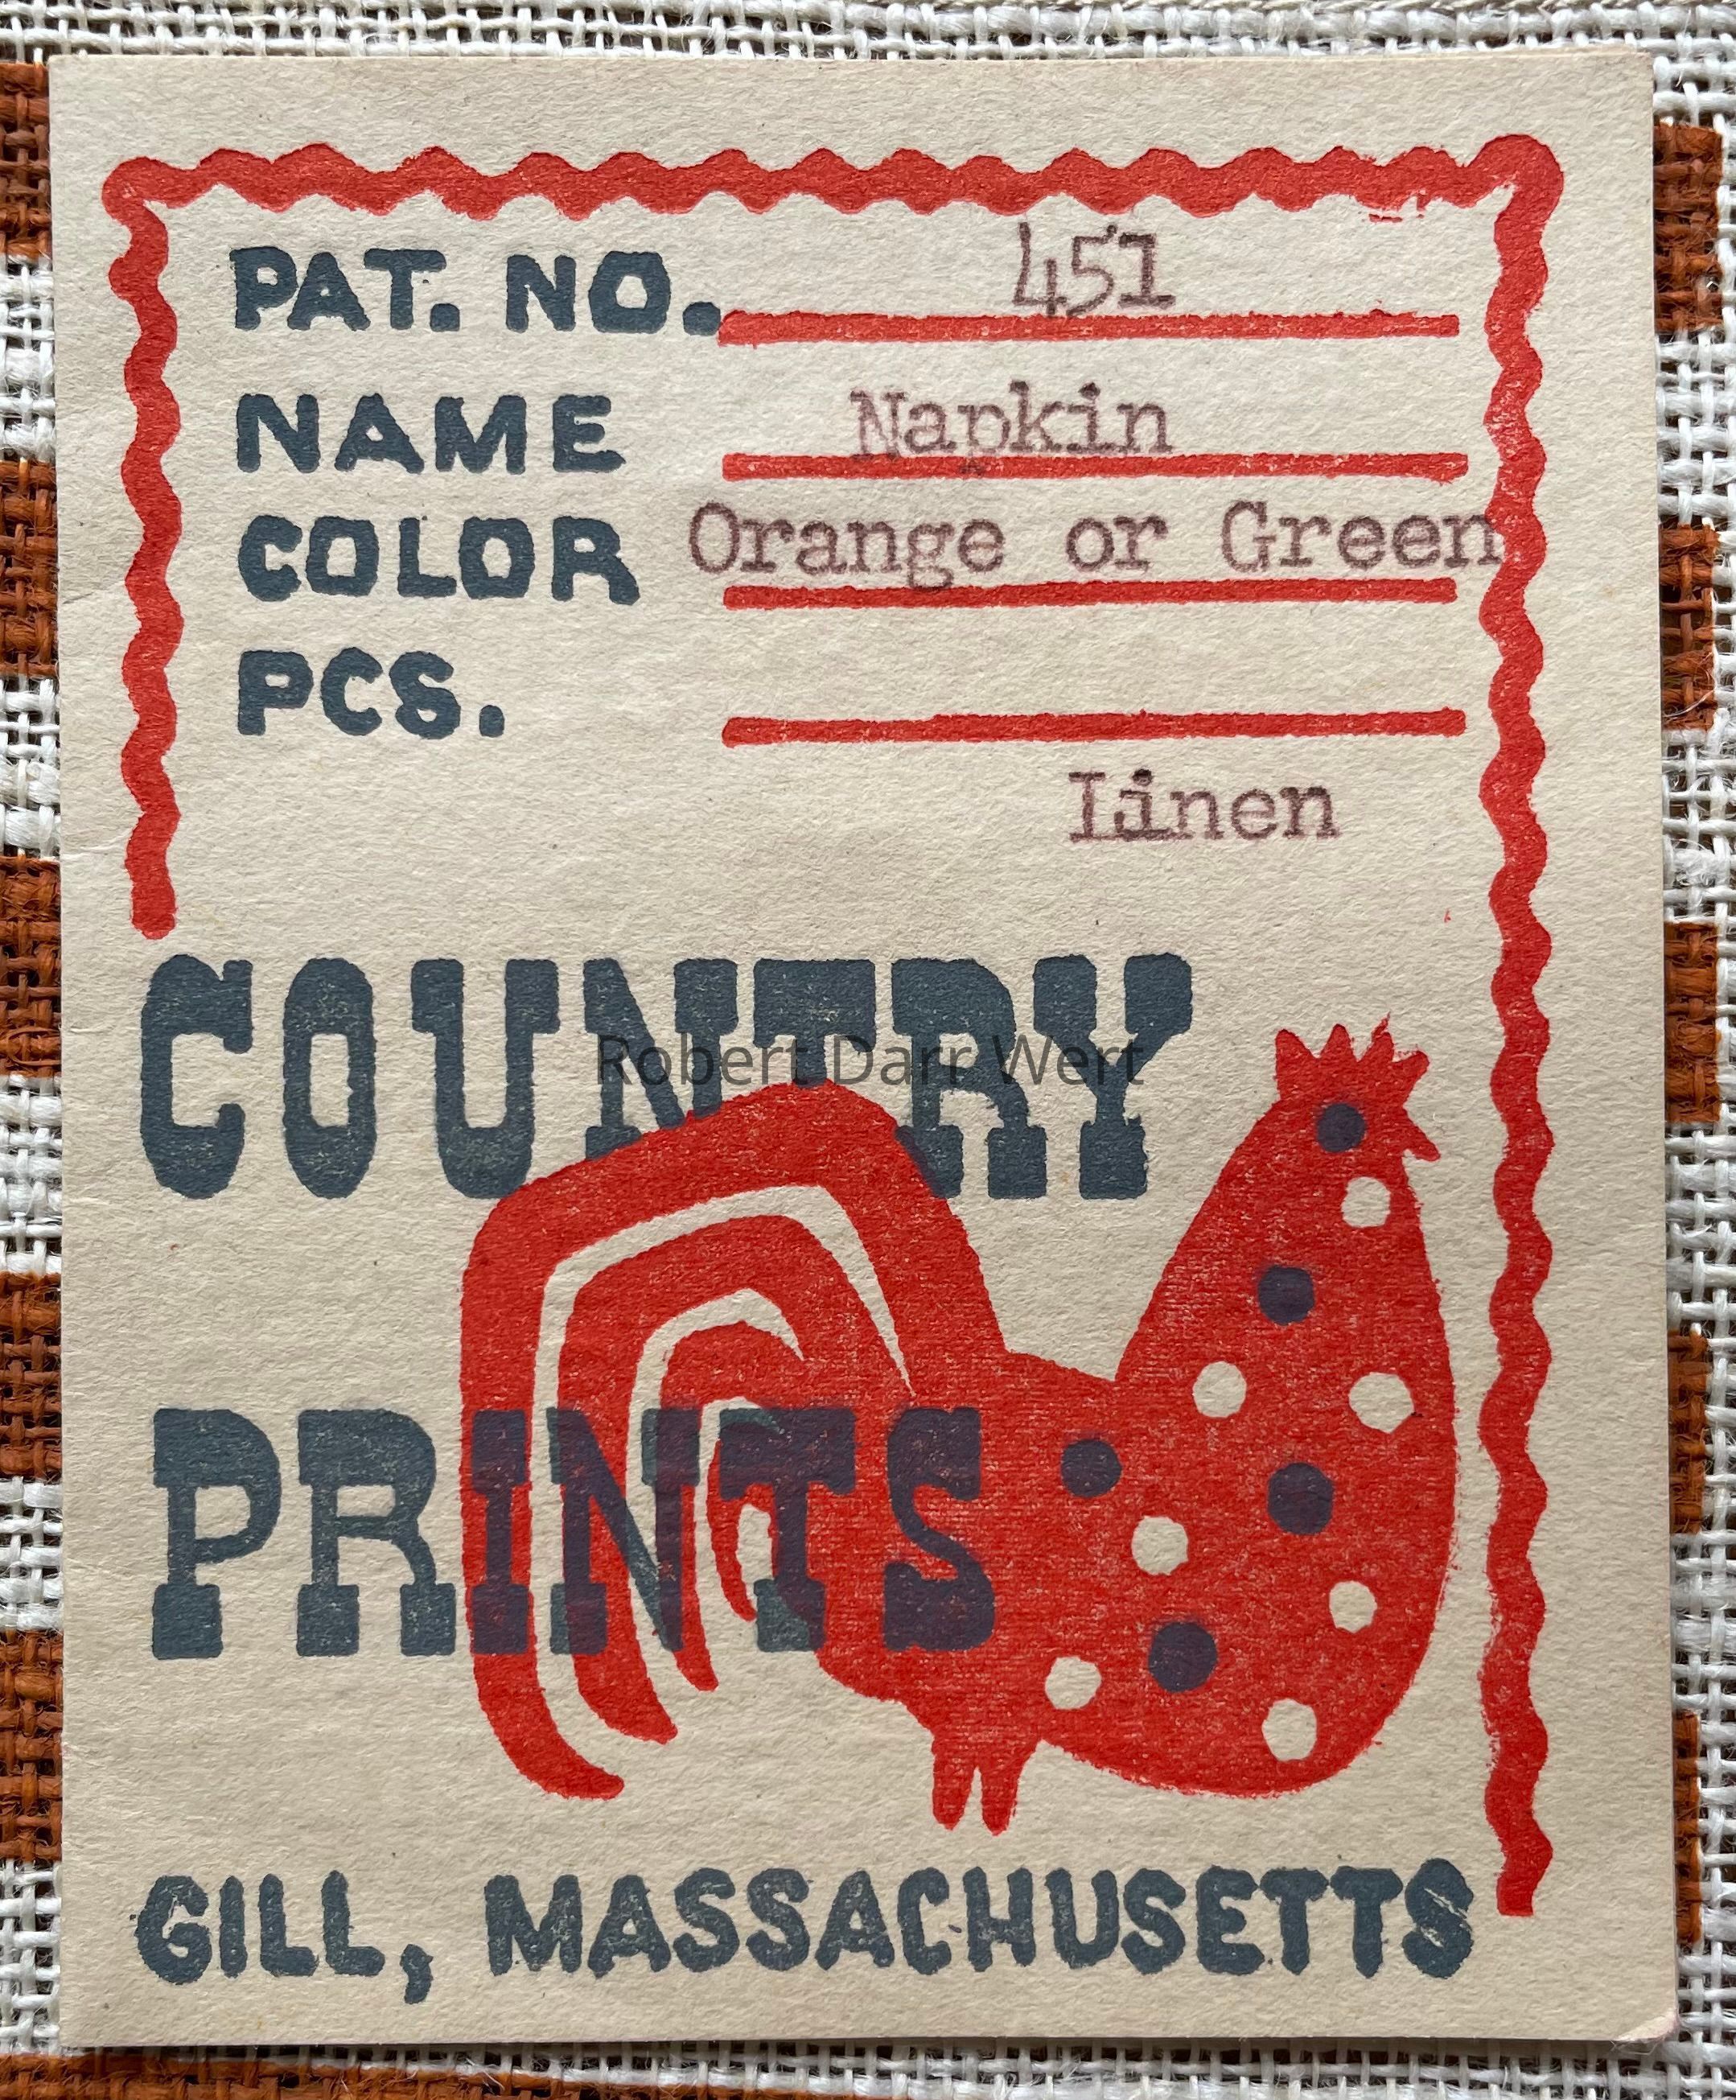 PAT. NO. 451
NAME Napkin
COLOR Orange or Green
PCS.
Linen
COUNTRY
Robert Darr Wert
PRINTS
GILL, MASSACHUSETTS